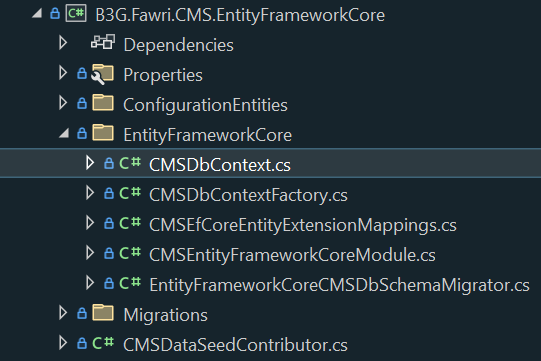 C# B3G.Fawri.CMS.EntityFrameworkCore
Dependencies
Properties
ConfigurationEntities
EntityFrameworkCore
C# CMSDbContext.cs
C# CMSDbContextFactory.cs
C# CMSEfCoreEntityExtensionMappings.cs
C# CMSEntityFrameworkCoreModule.cs
C# EntityFrameworkCoreCMSDbSchemaMigrator.cs
Migrations
C# CMSDataSeedContributor.cs